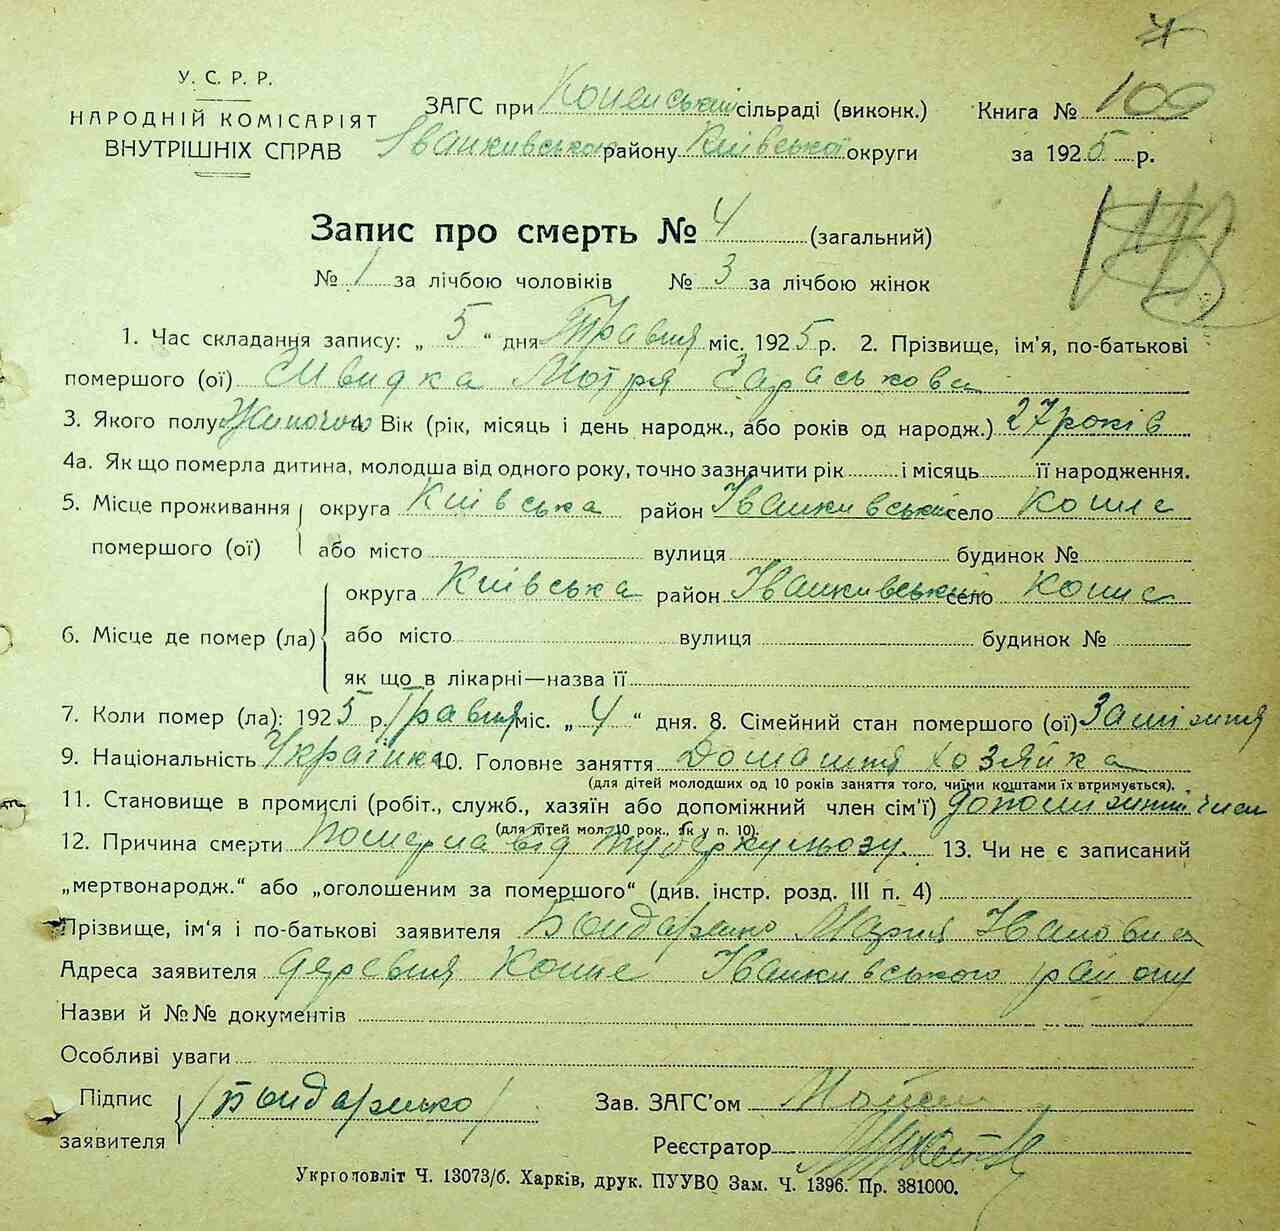 У. С. Р. Р.
НАРОДНІЙ КОМІСАРІЯТ
ВНУТРІШНІХ СПРАВ
ЗАГС при сільраді (виконк.)
Іванкивського району Київської округи
Книга № 109
за 1925 р.
Запис про смерть № 4 (загальний)
№ 1 за лічбою чоловіків № 3 за лічбою жінок
1. Час складання запису: „ 5 “ дня Травня міс. 1925 р. 2. Прізвище, ім'я, по-батькові
помершого (ої) Швидка Мотря Зараськова
3. Якого полу Жиночого 4. Вік (рік, місяць і день народж., або років од народж.) 27 років
4а. Як що померла дитина, молодша від одного року, точно зазначити рік і місяць її народження.
5. Місце проживання округа Київська район Іванкивський село
помершого (ої) або місто вулиця будинок №
округа Київська район Іванкивський село
6. Місце де помер (ла) або місто вулиця будинок №
як що в лікарні—назва її
7. Коли помер (ла): 1925 р. Травня міс. „ 4 “ дня. 8. Сімейний стан помершого (ої)
9. Національність Українка 10. Головне заняття Домашня хозяйка
(для дітей молодших од 10 років заняття того, чиїми коштами їх втримується).
11. Становище в промислі (робіт., служб., хазяїн або допоміжний член сім'ї)
(для дітей мол. 10 рок., як у п. 10).
12. Причина смерти Померла від туберкульозу. 13. Чи не є записаний
„мертвонародж.“ або „оголошеним за помершого“ (див. інстр. розд. III п. 4)
Прізвище, ім'я і по-батькові заявителя Бондаренко Мария Ивановна
Адреса заявителя деревня Іванкивського району
Назви й №№ документів
Особливі уваги
Підпис Бондаренко Зав. ЗАГС'ом
заявителя
Реєстратор
Укрголовліт Ч. 13073/б. Харків, друк. ПУУВО Зам. Ч. 1396. Пр. 381000.